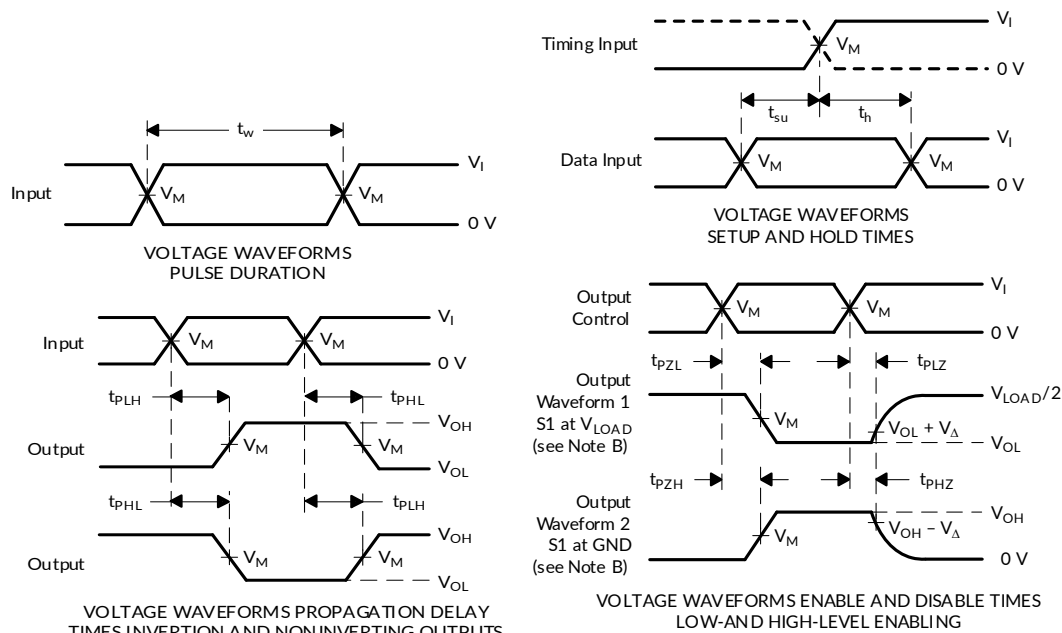 t_w
Input
V_M
V_M
V_I
0 V
VOLTAGE WAVEFORMS
PULSE DURATION
Timing Input
V_M
V_I
0 V
t_su
t_h
Data Input
V_M
V_M
V_I
0 V
VOLTAGE WAVEFORMS
SETUP AND HOLD TIMES
Input
V_M
V_M
V_I
0 V
t_PLH
t_PHL
Output
V_M
V_M
V_OH
V_OL
t_PHL
t_PLH
Output
V_M
V_M
V_OH
V_OL
VOLTAGE WAVEFORMS PROPAGATION DELAY
TIMES INVERTION AND NONINVERTING OUTPUTS
Output
Control
V_M
V_M
V_I
0 V
t_PZL
t_PLZ
Output
Waveform 1
S1 at V_LOAD
(see Note B)
V_M
V_LOAD/2
V_OL + V_Δ
V_OL
t_PZH
t_PHZ
Output
Waveform 2
S1 at GND
(see Note B)
V_M
V_OH
V_OH – V_Δ
0 V
VOLTAGE WAVEFORMS ENABLE AND DISABLE TIMES
LOW-AND HIGH-LEVEL ENABLING